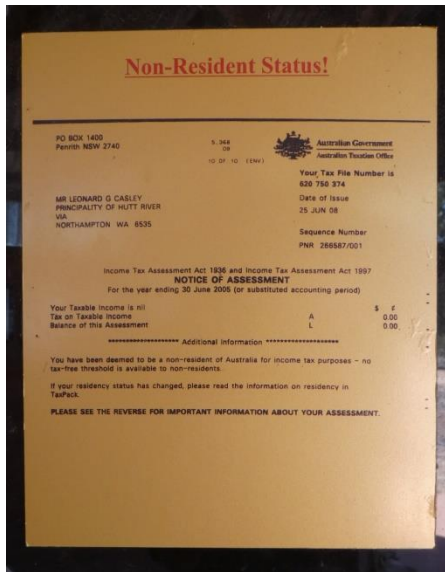 Non-Resident Status!
PO BOX 1400
Penrith NSW 2740
5.368
09
10 OF 10 (ENV)
Australian Government
Australian Taxation Office
Your Tax File Number is
620 750 374
Date of Issue
25 JUN 08
Sequence Number
PNR 266587/001
MR LEONARD G CASLEY
PRINCIPALITY OF HUTT RIVER
VIA
NORTHAMPTON WA 6535
Income Tax Assessment Act 1936 and Income Tax Assessment Act 1997
NOTICE OF ASSESSMENT
For the year ending 30 June 2005 (or substituted accounting period)
$ ¢
Your Taxable Income is nil
Tax on Taxable Income A 0.00
Balance of this Assessment L 0.00
******************** Additional Information ********************
You have been deemed to be a non-resident of Australia for income tax purposes - no
tax-free threshold is available to non-residents.
If your residency status has changed, please read the information on residency in
TaxPack.
PLEASE SEE THE REVERSE FOR IMPORTANT INFORMATION ABOUT YOUR ASSESSMENT.